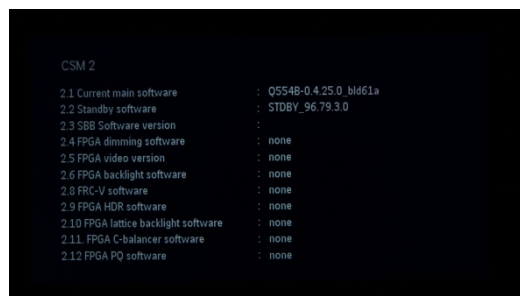 CSM 2
2.1 Current main software : Q554B-0.4.25.0_bld61a
2.2 Standby software : STDBY_96.79.3.0
2.3 SBB Software version :
2.4 FPGA dimming software : none
2.5 FPGA video version : none
2.6 FPGA backlight software : none
2.8 FRC-V software : none
2.9 FPGA HDR software : none
2.10 FPGA lattice backlight software : none
2.11. FPGA C-balancer software : none
2.12 FPGA PQ software : none